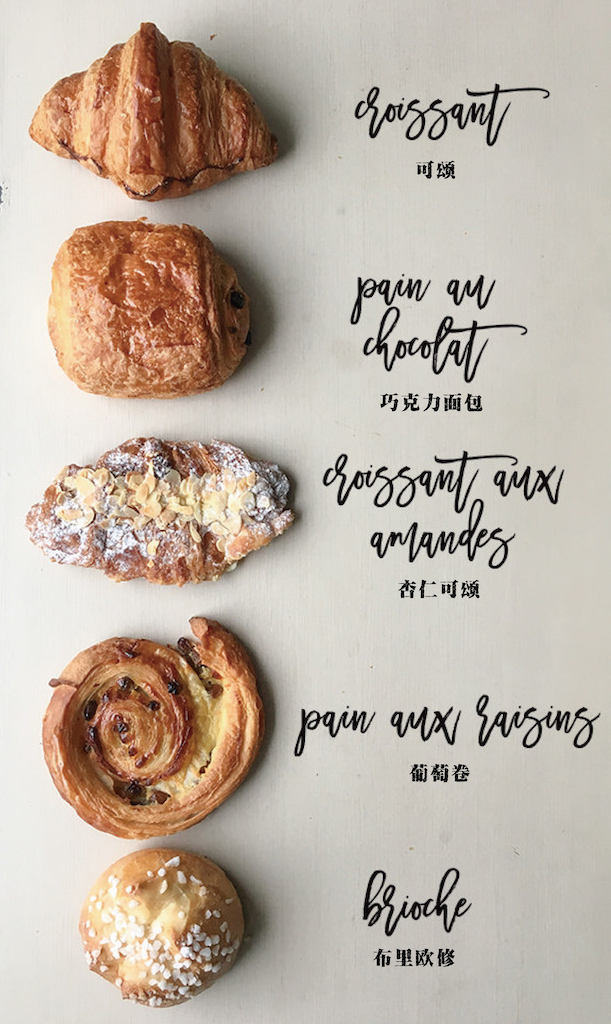 croissant
可颂
pain au
chocolat
巧克力面包
croissant aux
amandes
杏仁可颂
pain aux raisins
葡萄卷
brioche
布里欧修